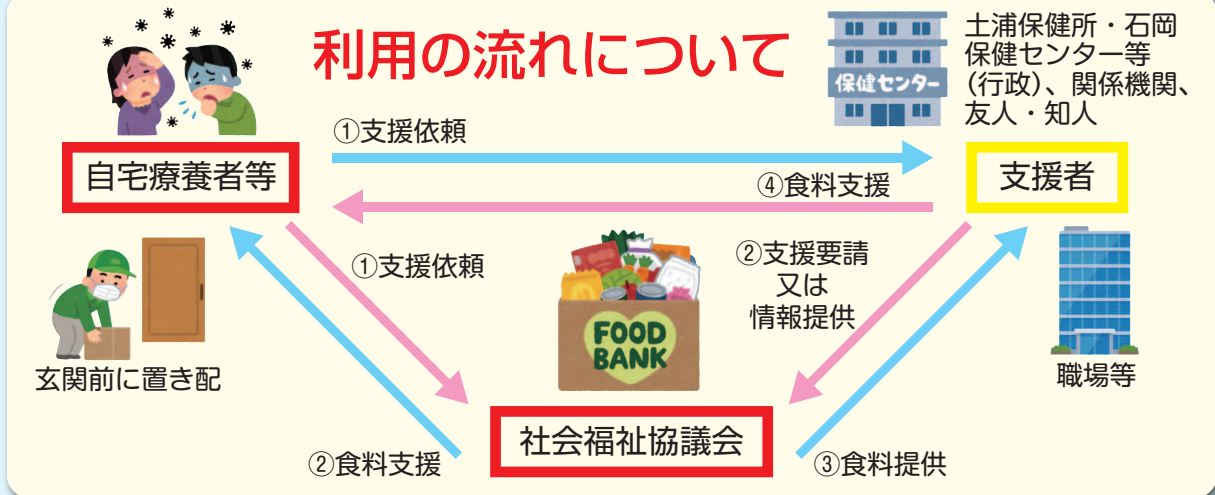 利用の流れについて
保健センター
土浦保健所・石岡
保健センター等
(行政)、関係機関、
友人・知人
①支援依頼
自宅療養者等
支援者
④食料支援
①支援依頼
②支援要請
又は
情報提供
FOOD
BANK
玄関前に置き配
職場等
社会福祉協議会
②食料支援
③食料提供